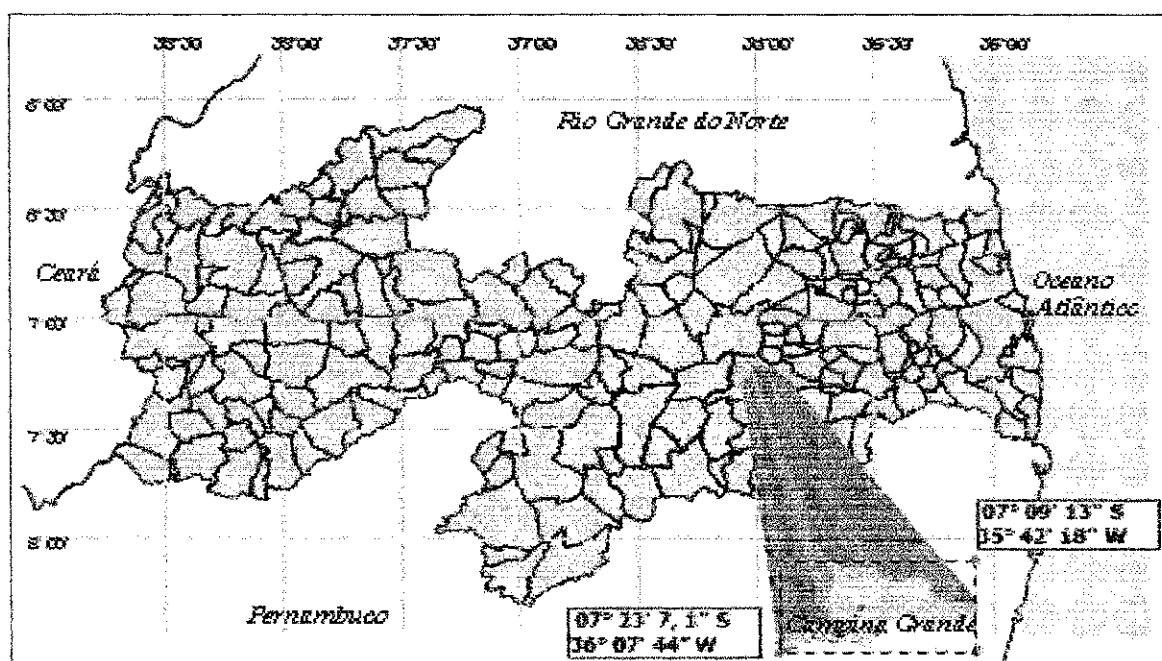 38°30'
38°00'
37°30'
37°00'
36°30'
36°00'
35°30'
35°00'
6°00'
Rio Grande do Norte
6°30'
Ceará
Oceano
Atlântico
7°00'
7°30'
07° 09' 13" S
35° 42' 18" W
8°00'
07° 23' 7, 1" S
36° 07' 44" W
Pernambuco
Campina Grande